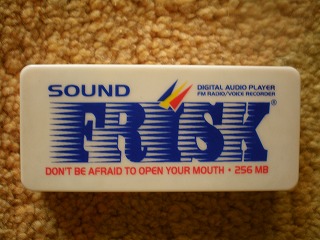 SOUND
DIGITAL AUDIO PLAYER
FM RADIO/VOICE RECORDER
FRISK®
DON'T BE AFRAID TO OPEN YOUR MOUTH • 256 MB